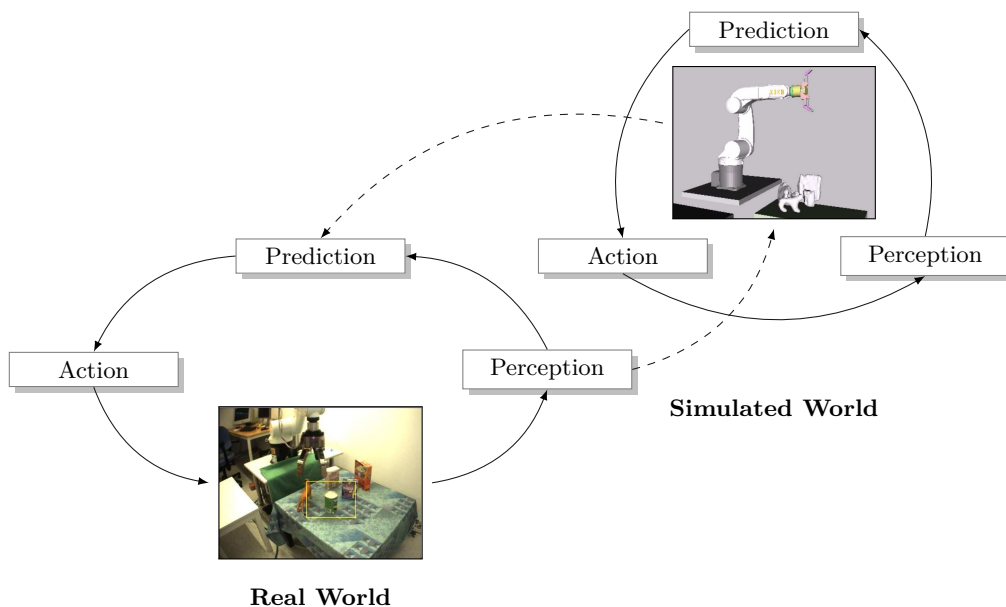 Prediction
Action
Perception
Prediction
Action
Perception
Simulated World
Real World